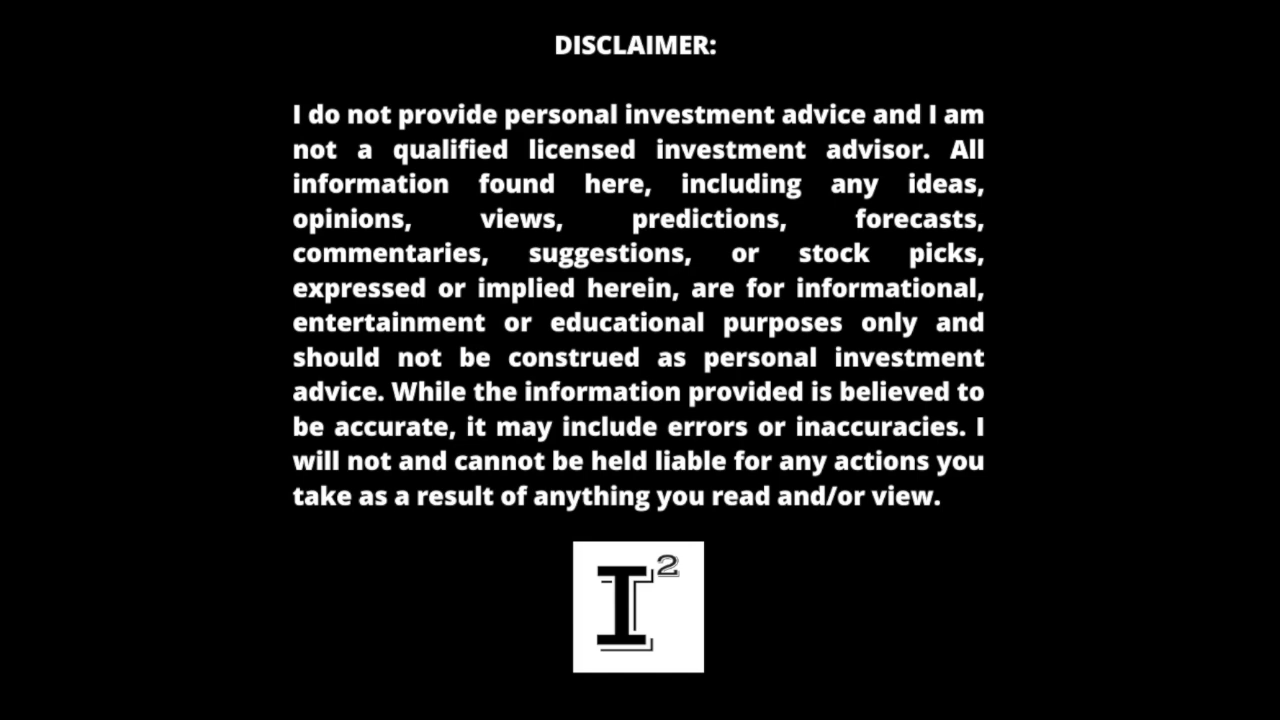 DISCLAIMER:
I do not provide personal investment advice and I am
not a qualified licensed investment advisor. All
information found here, including any ideas,
opinions, views, predictions, forecasts,
commentaries, suggestions, or stock picks,
expressed or implied herein, are for informational,
entertainment or educational purposes only and
should not be construed as personal investment
advice. While the information provided is believed to
be accurate, it may include errors or inaccuracies. I
will not and cannot be held liable for any actions you
take as a result of anything you read and/or view.
I²